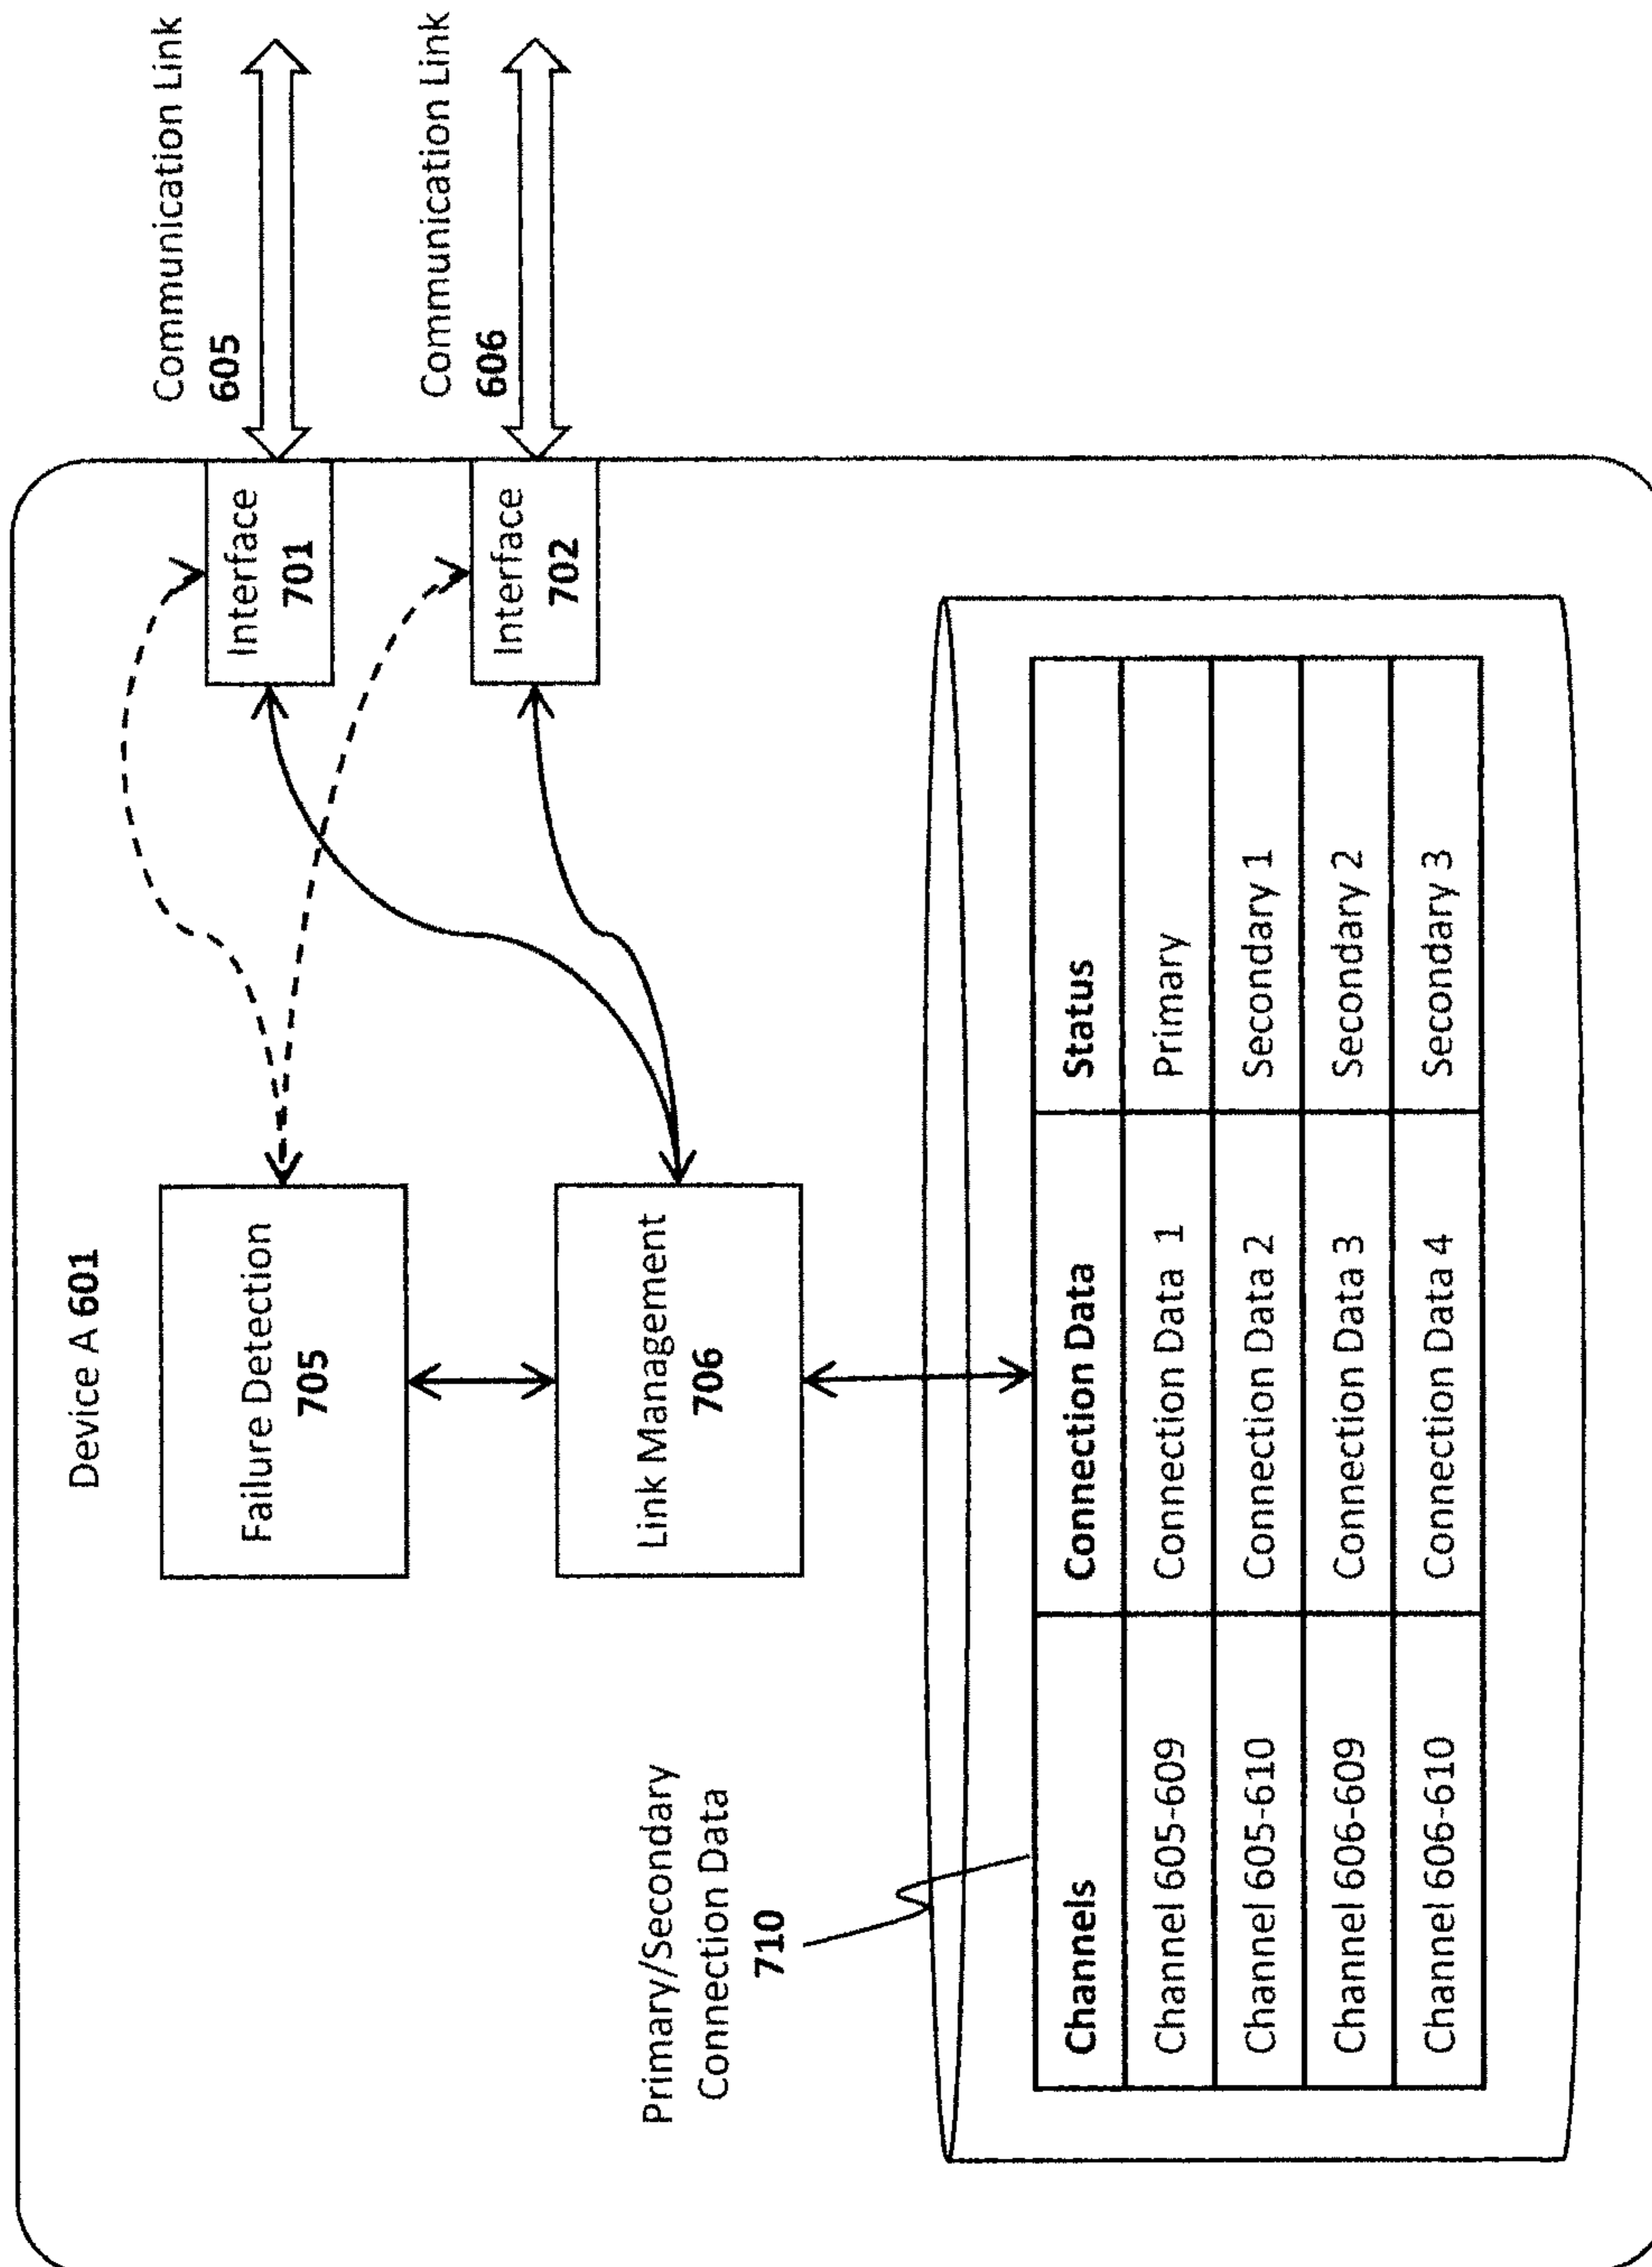 Device A 601
Failure Detection
705
Link Management
706
Interface
701
Interface
702
Communication Link
605
Communication Link
606
Primary/Secondary
Connection Data
710
Channels Connection Data Status
Channel 605-609 Connection Data 1 Primary
Channel 605-610 Connection Data 2 Secondary 1
Channel 606-609 Connection Data 3 Secondary 2
Channel 606-610 Connection Data 4 Secondary 3